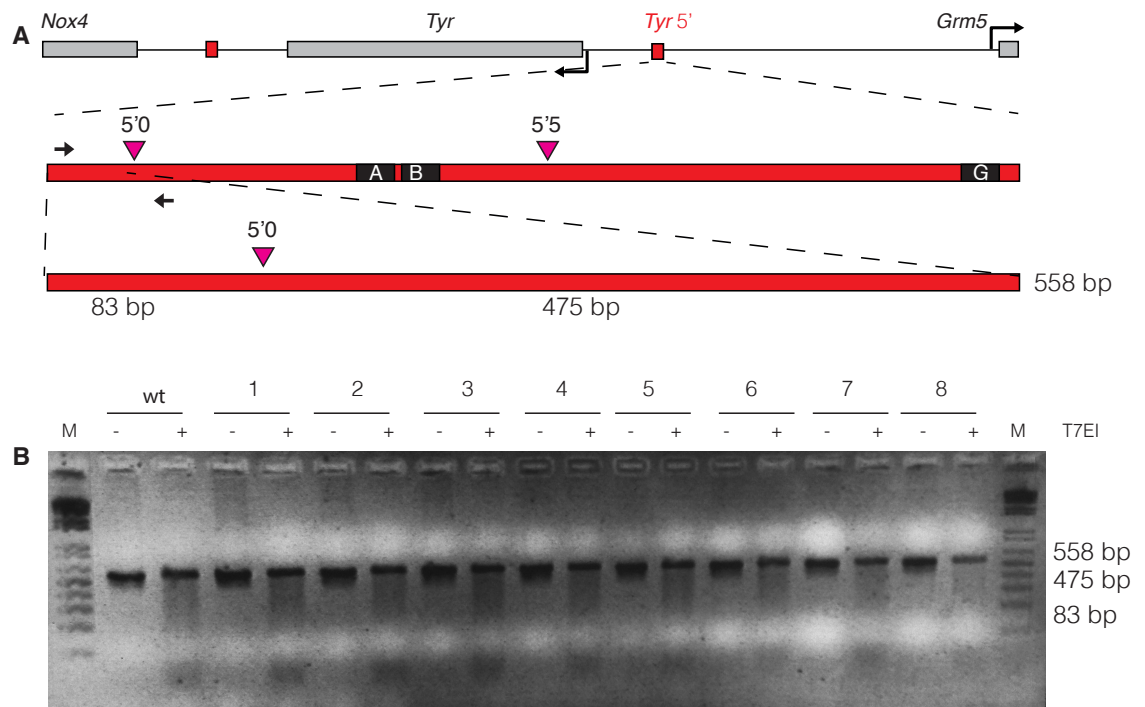 Nox4 Tyr Tyr 5’ Grm5
A
5’0 5’5
A B G
5’0
558 bp
83 bp 475 bp
wt 1 2 3 4 5 6 7 8
M - + - + - + - + - + - + - + - + - + M T7EI
B
558 bp
475 bp
83 bp